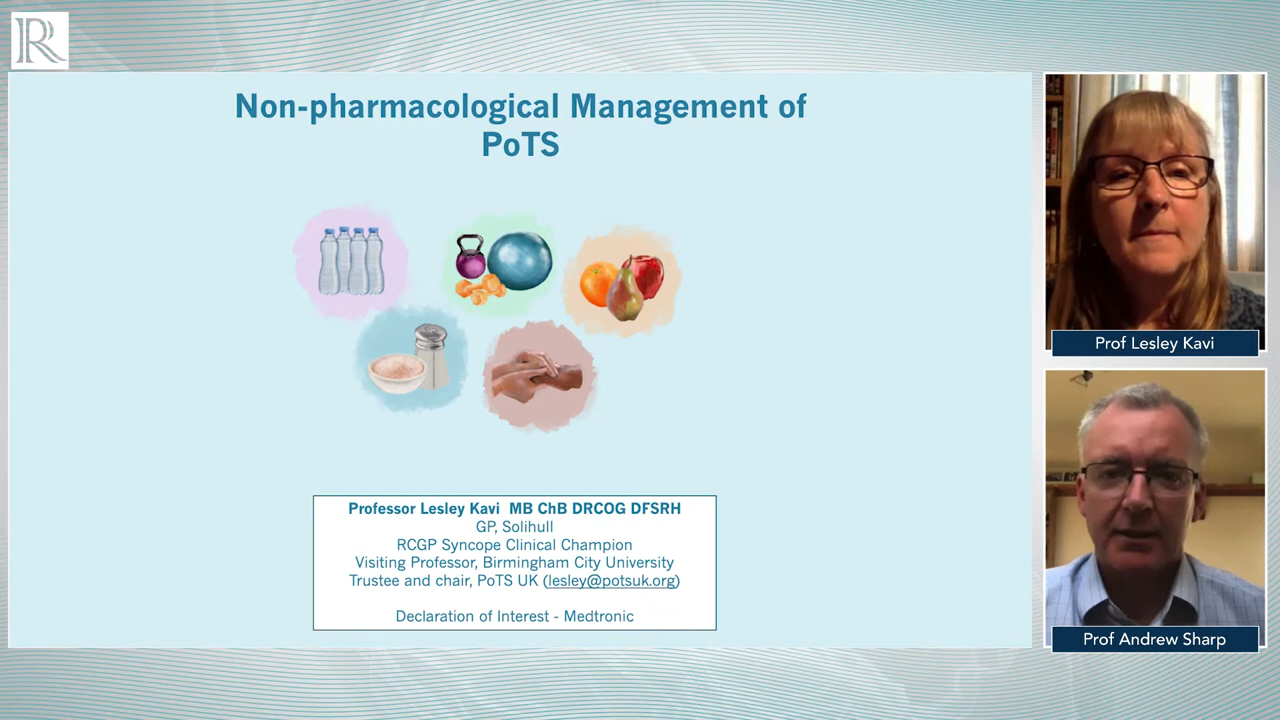 R
Non-pharmacological Management of
PoTS
Professor Lesley Kavi MB ChB DRCOG DFSRH
GP, Solihull
RCGP Syncope Clinical Champion
Visiting Professor, Birmingham City University
Trustee and chair, PoTS UK (lesley@potsuk.org)
Declaration of Interest - Medtronic
Prof Lesley Kavi
Prof Andrew Sharp